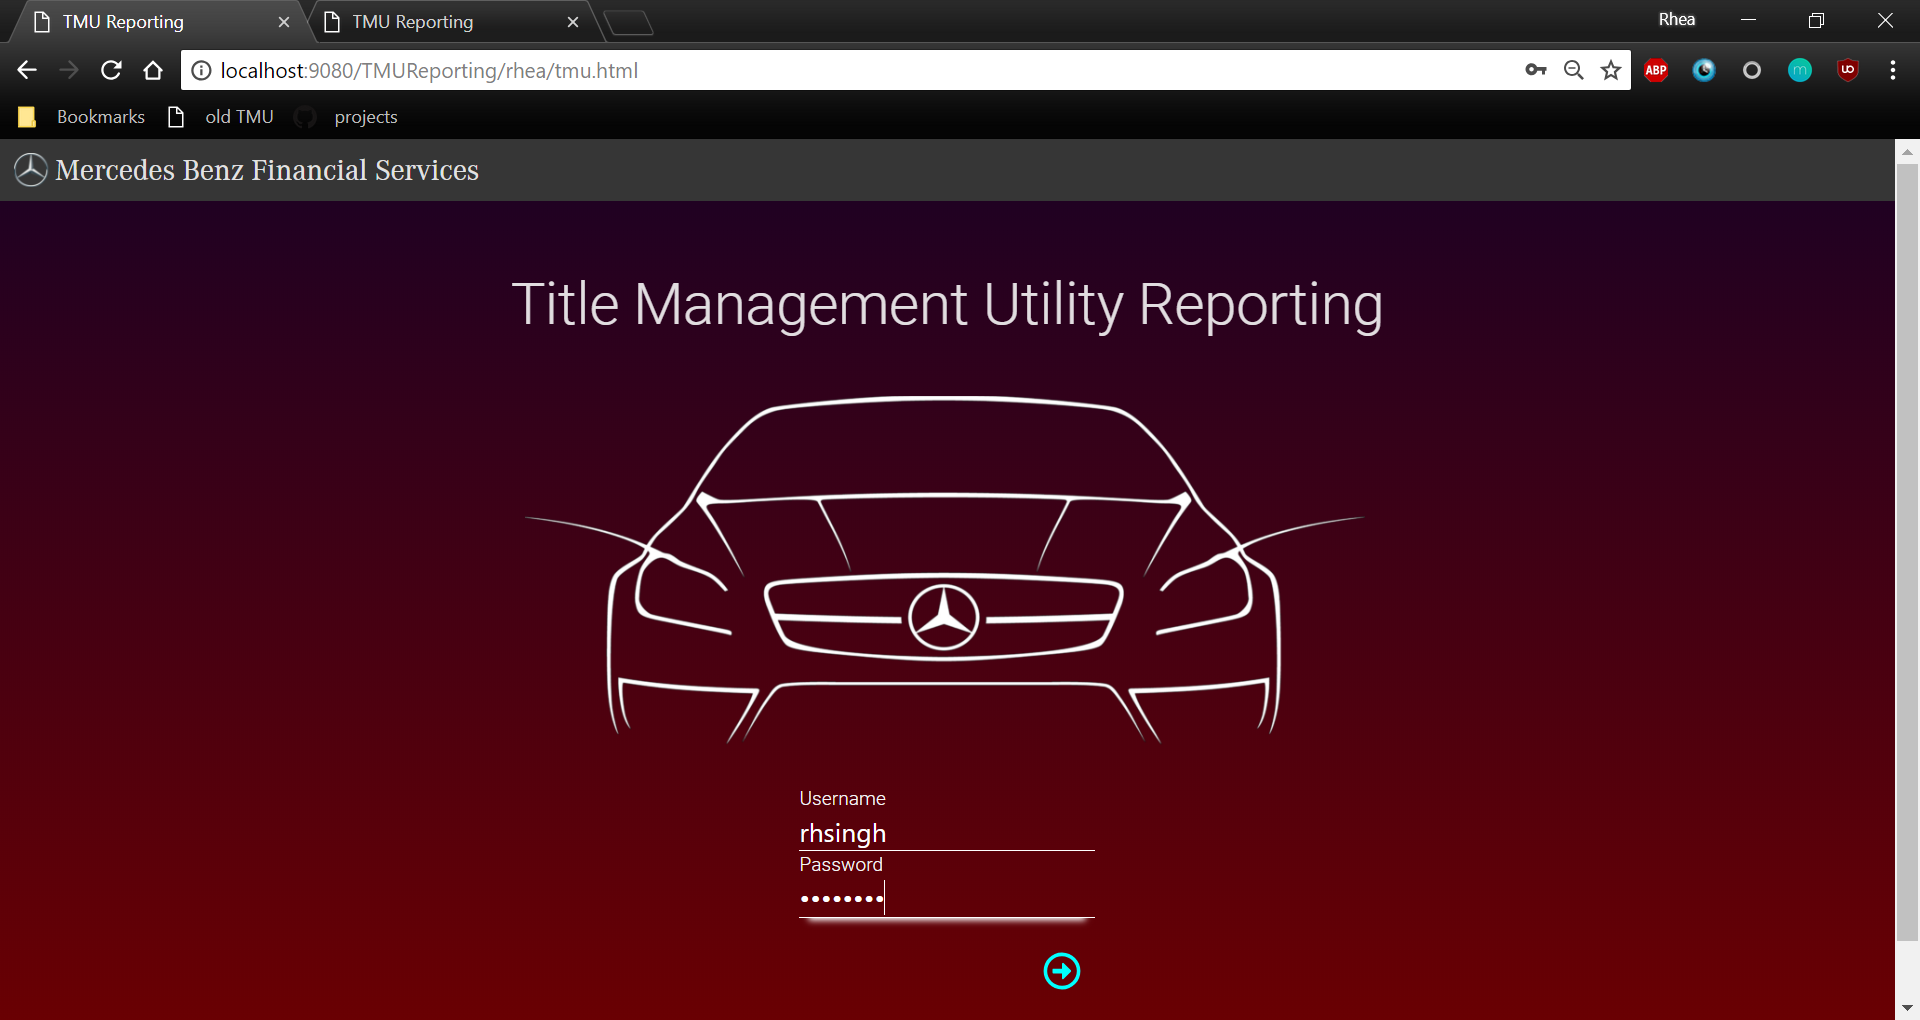 TMU Reporting
TMU Reporting
Rhea
localhost:9080/TMUReporting/rhea/tmu.html
ABP
m
Bookmarks
old TMU
projects
Mercedes Benz Financial Services
Title Management Utility Reporting
Username
rhsingh
Password
••••••••